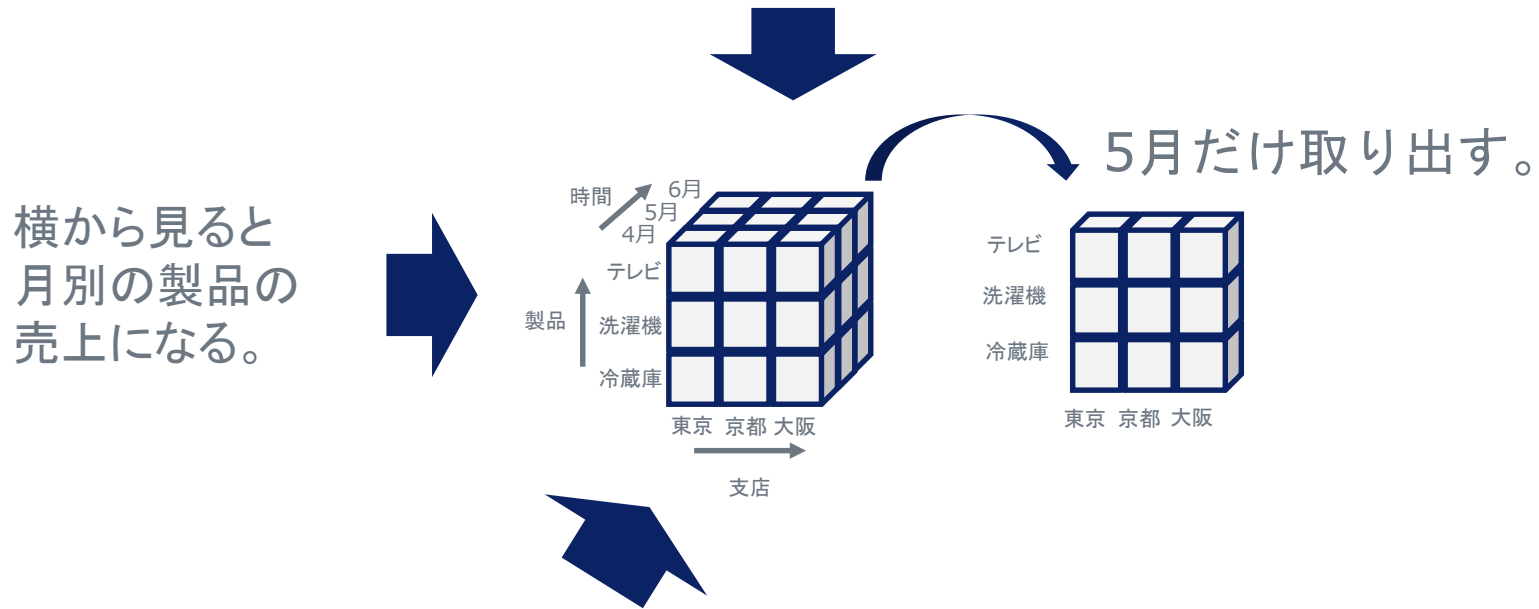 横から見ると
月別の製品の
売上になる。
時間
6月
5月
4月
製品
テレビ
洗濯機
冷蔵庫
東京 京都 大阪
支店
5月だけ取り出す。
テレビ
洗濯機
冷蔵庫
東京 京都 大阪